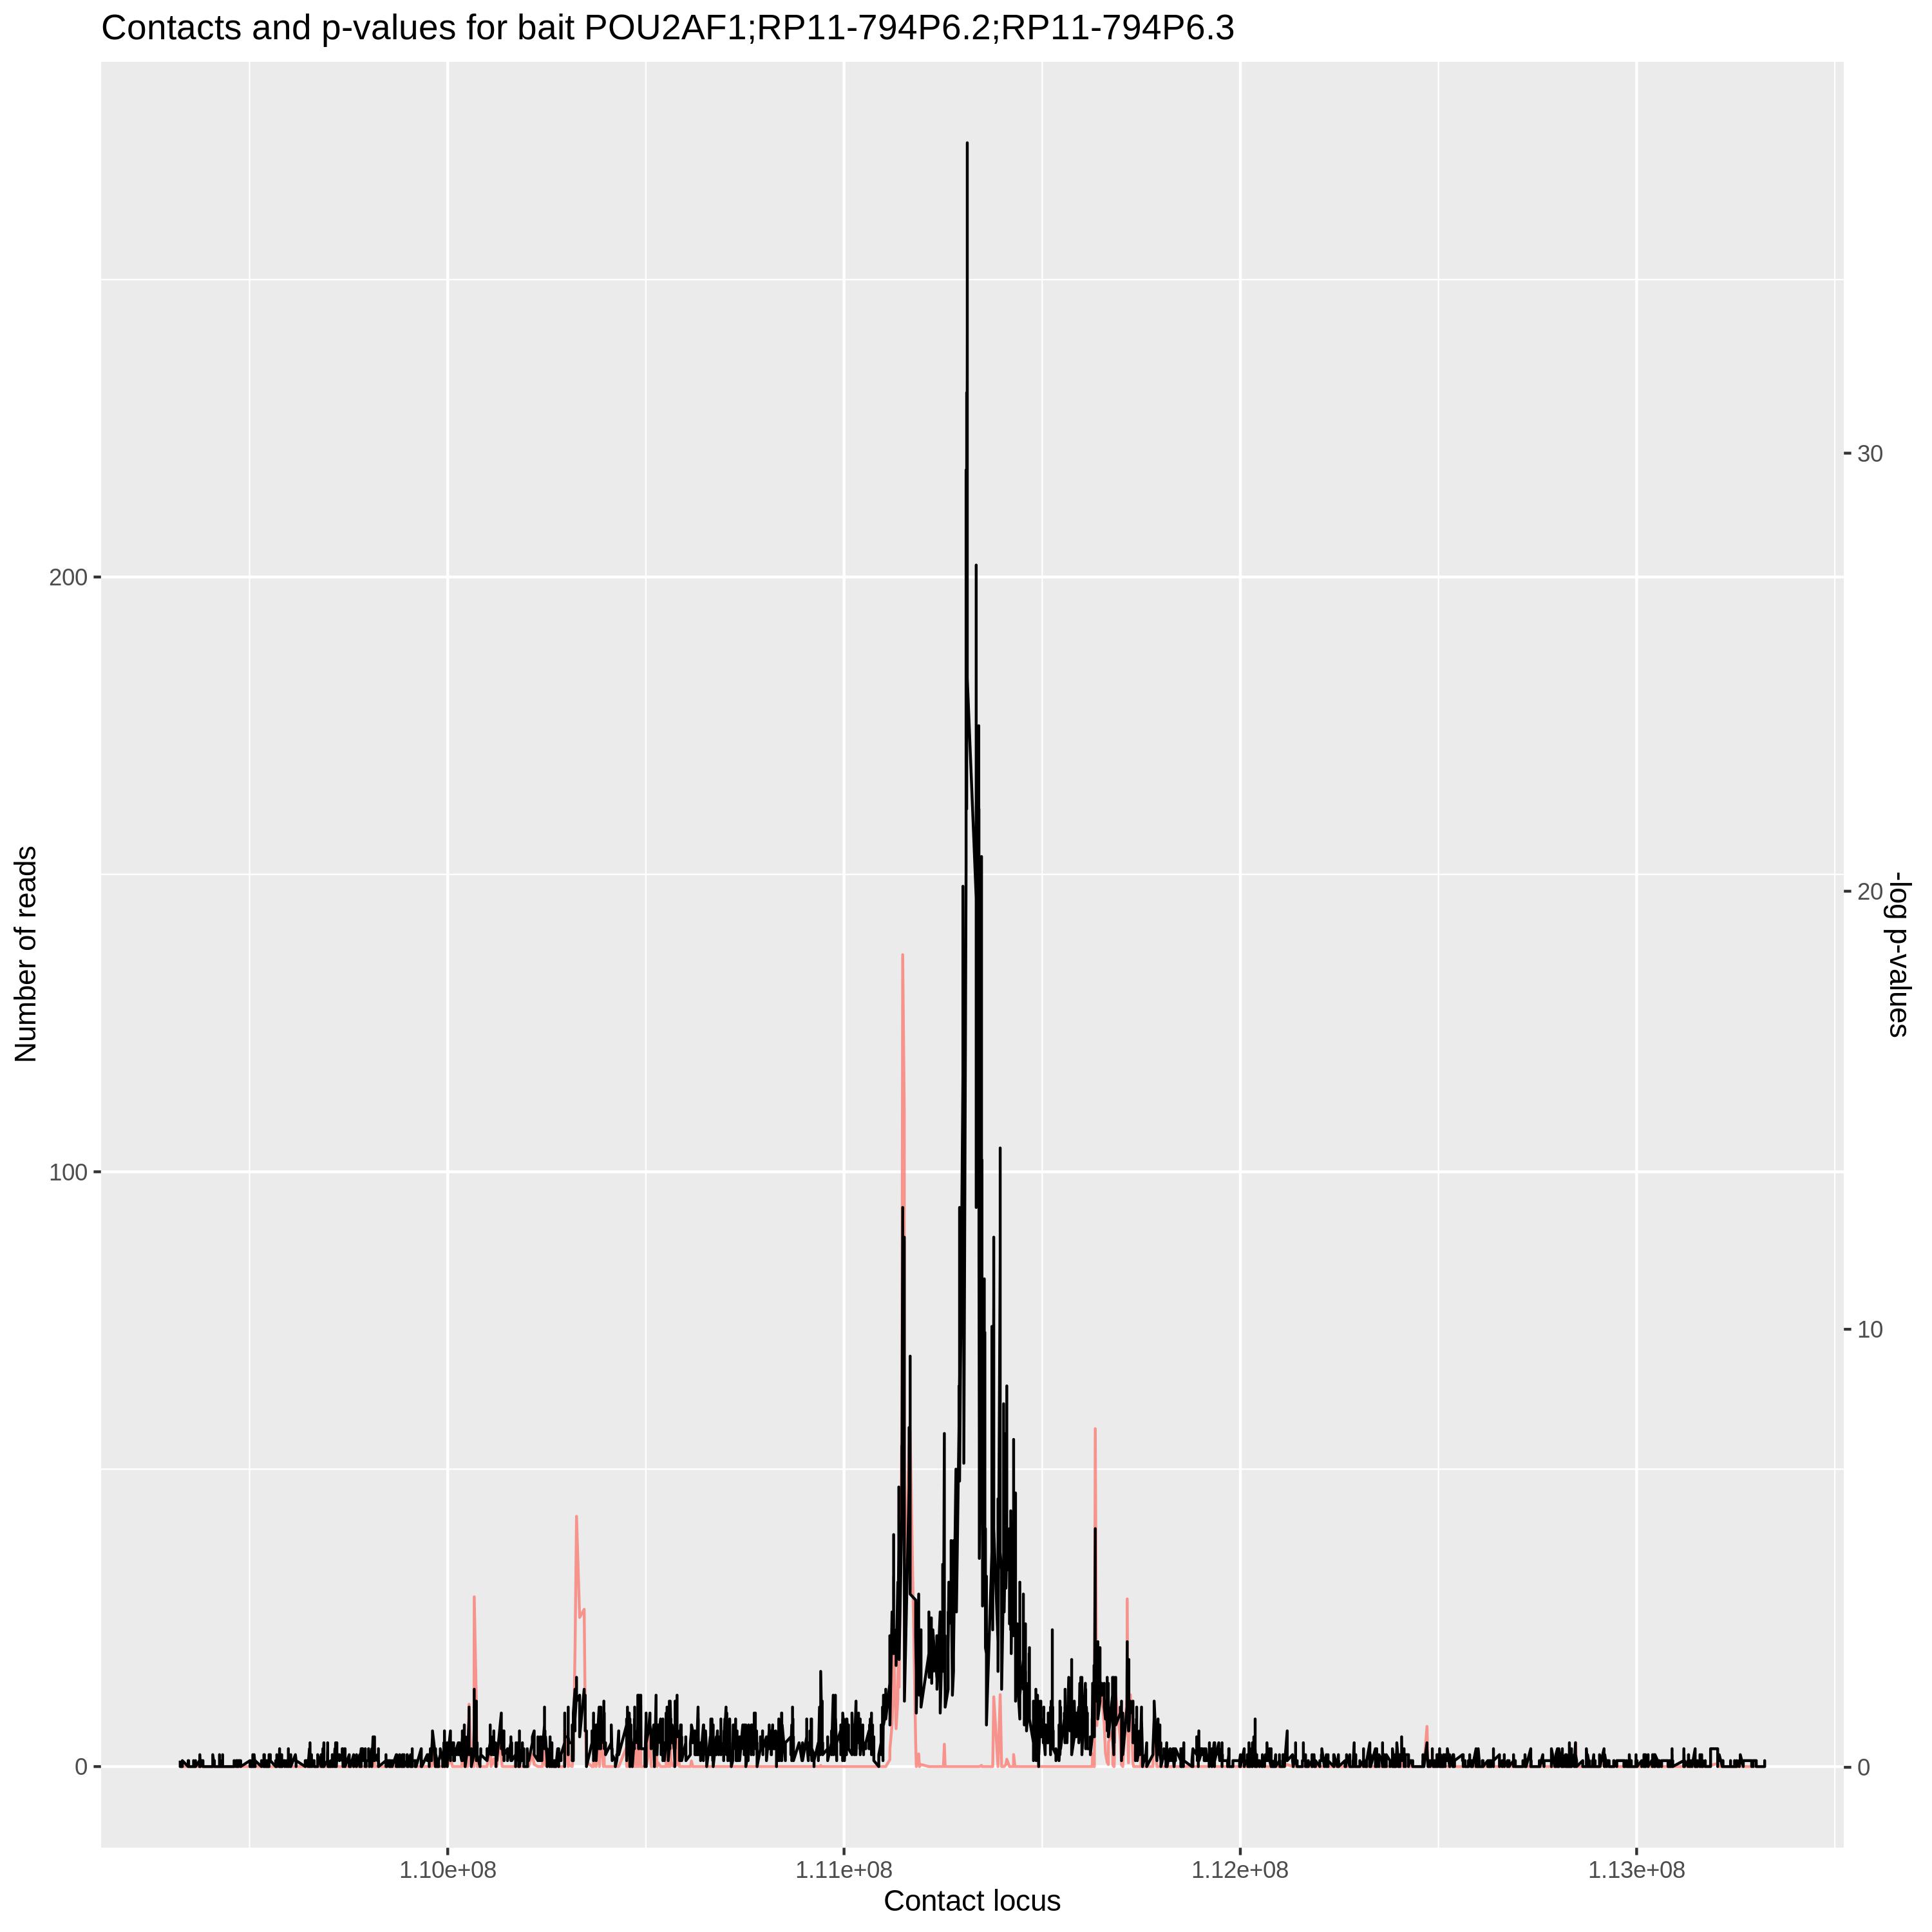 Contacts and p-values for bait POU2AF1;RP11-794P6.2;RP11-794P6.3
Number of reads
200
100
0
30
20
10
0
-log p-values
1.10e+08
1.11e+08
1.12e+08
1.13e+08
Contact locus